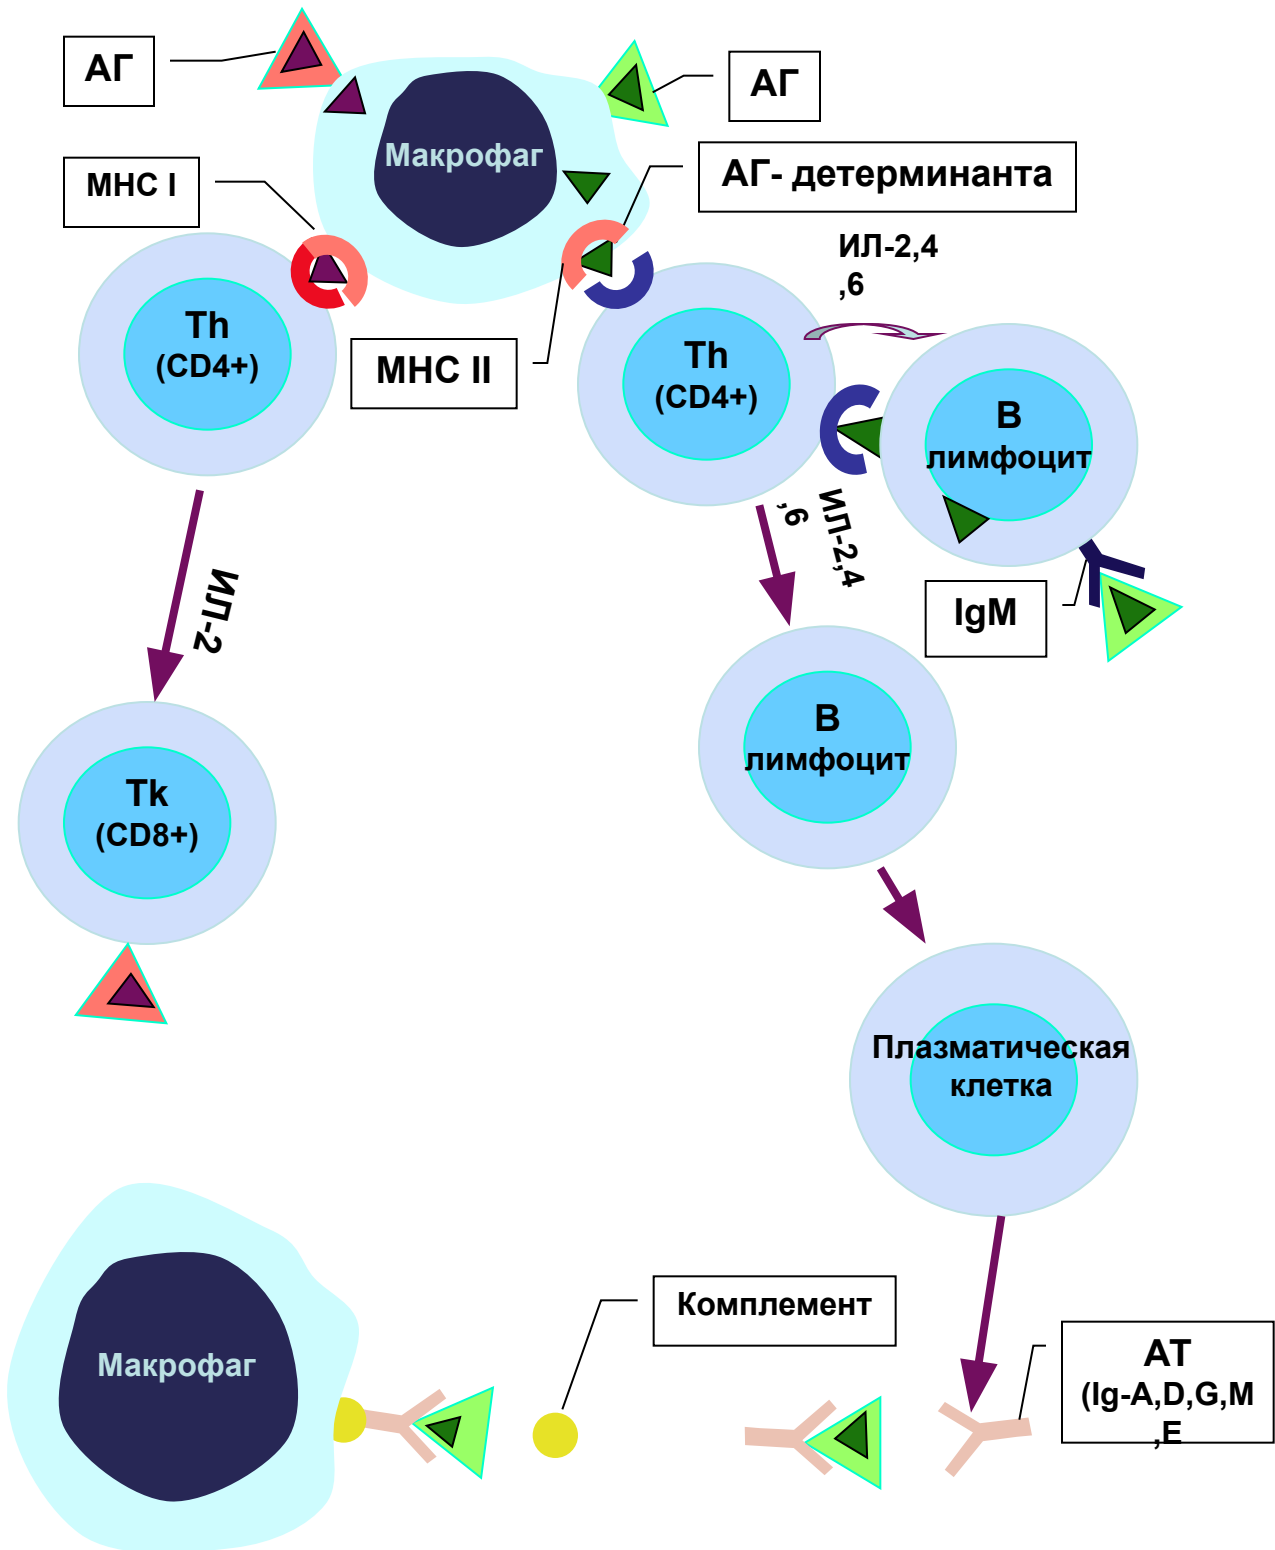 АГ
АГ
Макрофаг
АГ- детерминанта
МНС I
ИЛ-2,4
,6
Th
(CD4+)
МНС II
Th
(CD4+)
В
лимфоцит
ИЛ-2,4
,6
IgM
ИЛ-2
В
лимфоцит
Tk
(CD8+)
Плазматическая
клетка
Комплемент
Макрофаг
АТ
(Ig-A,D,G,M
,E